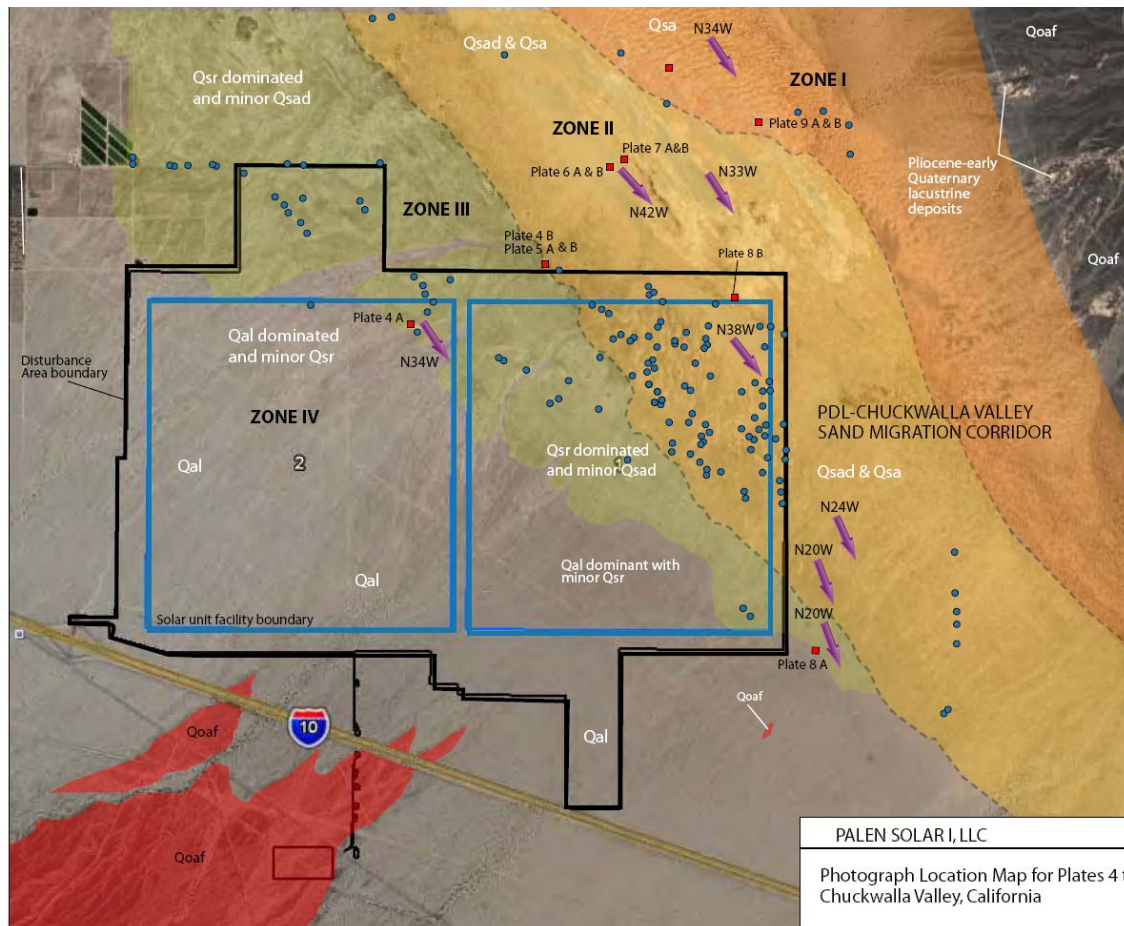 Qsa
N34W
Qoaf
Qsad & Qsa
ZONE I
Qsr dominated
and minor Qsad
ZONE II
Plate 9 A & B
Plate 7 A&B
Plate 6 A & B
N33W
Pliocene-early
Quaternary
lacustrine
deposits
N42W
ZONE III
Plate 4 B
Plate 5 A & B
Plate 8 B
Qoaf
Plate 4 A
Qal dominated
and minor Qsr
N38W
N34W
Disturbance
Area boundary
ZONE IV
PDL-CHUCKWALLA VALLEY
SAND MIGRATION CORRIDOR
Qsr dominated
and minor Qsad
Qal
2
1
Qsad & Qsa
N24W
N20W
Qal
Qal dominant with
minor Qsr
Solar unit facility boundary
N20W
Plate 8 A
Qoaf
Qoaf
10
Qal
Qoaf
PALEN SOLAR I, LLC
Photograph Location Map for Plates 4 t
Chuckwalla Valley, California